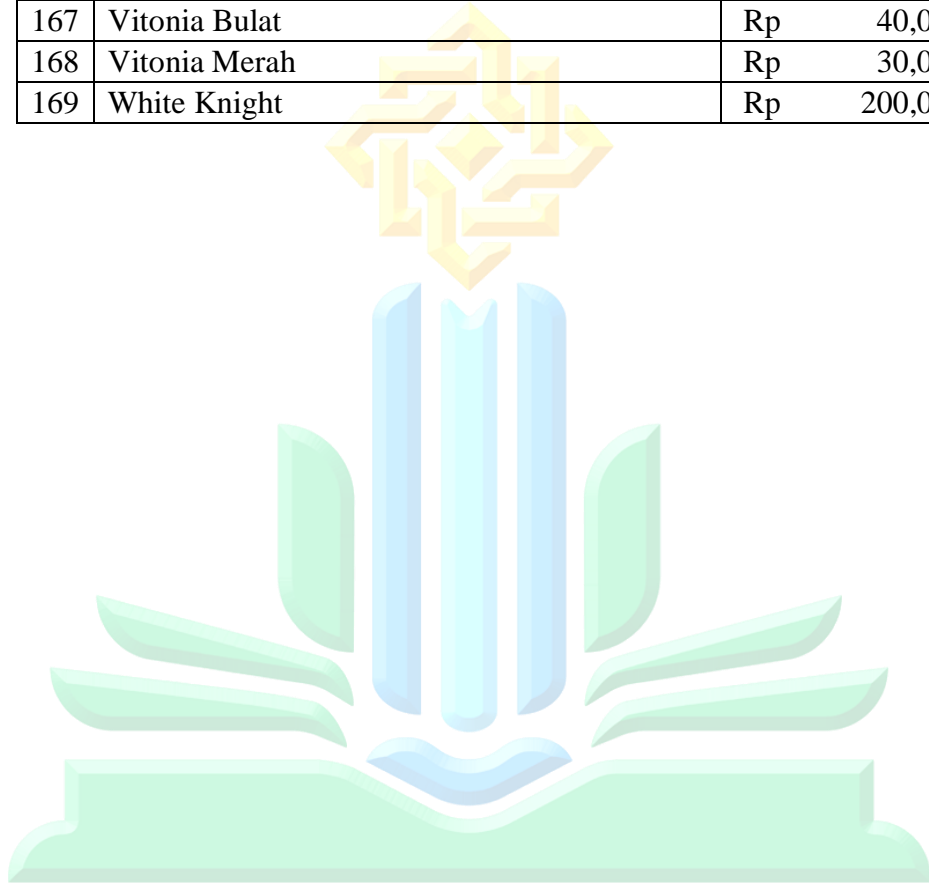 167 Vitonia Bulat Rp 40,0
168 Vitonia Merah Rp 30,0
169 White Knight Rp 200,0